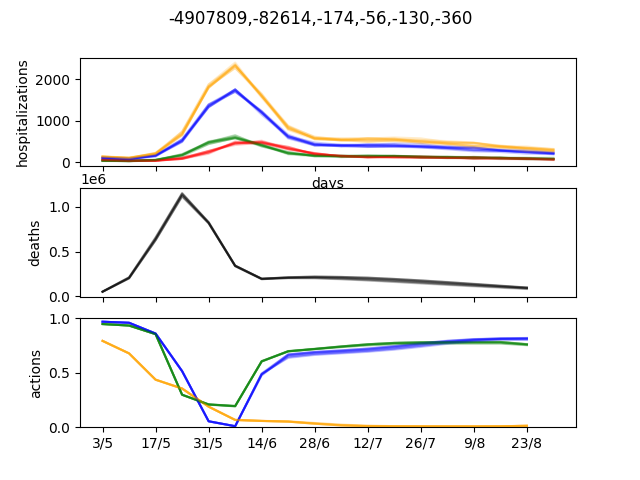 -4907809,-82614,-174,-56,-130,-360
hospitalizations
2000
1000
0
days
1e6
deaths
1.0
0.5
0.0
actions
1.0
0.5
0.0
3/5 17/5 31/5 14/6 28/6 12/7 26/7 9/8 23/8